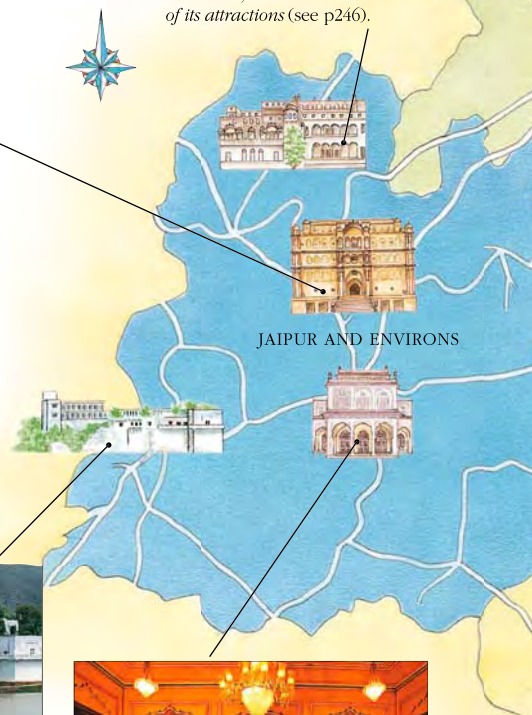 of its attractions (see p246).
JAIPUR AND ENVIRONS